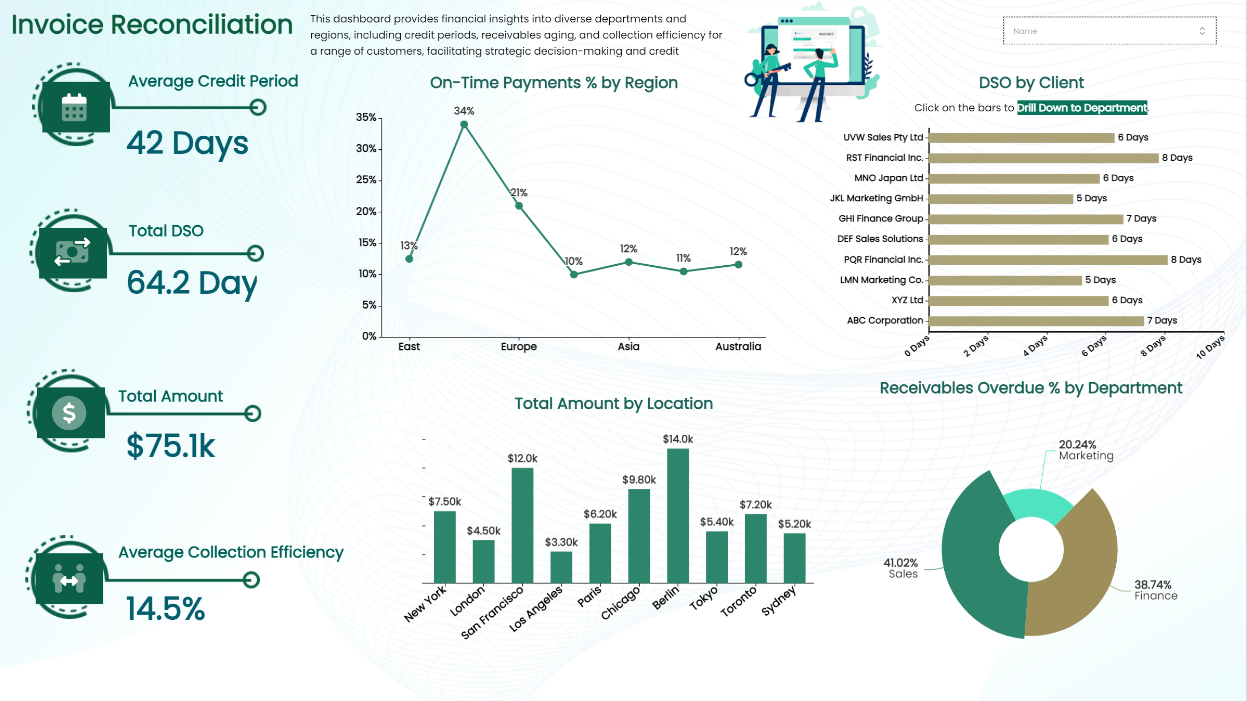 Invoice Reconciliation
This dashboard provides financial insights into diverse departments and
regions, including credit periods, receivables aging, and collection efficiency for
a range of customers, facilitating strategic decision-making and credit
Name
Average Credit Period
42 Days
Total DSO
64.2 Day
Total Amount
$75.1k
Average Collection Efficiency
14.5%
On-Time Payments % by Region
35%
30%
25%
20%
15%
10%
5%
0%
13%
34%
21%
10%
12%
11%
12%
East
Europe
Asia
Australia
DSO by Client
Click on the bars to Drill Down to Department.
UVW Sales Pty Ltd 6 Days
RST Financial Inc. 8 Days
MNO Japan Ltd 6 Days
JKL Marketing GmbH 5 Days
GHI Finance Group 7 Days
DEF Sales Solutions 6 Days
PQR Financial Inc. 8 Days
LMN Marketing Co. 5 Days
XYZ Ltd 6 Days
ABC Corporation 7 Days
0 Days
2 Days
4 Days
6 Days
8 Days
10 Days
Total Amount by Location
$7.50k
$4.50k
$12.0k
$3.30k
$6.20k
$9.80k
$14.0k
$5.40k
$7.20k
$5.20k
New York
London
San Francisco
Los Angeles
Paris
Chicago
Berlin
Tokyo
Toronto
Sydney
Receivables Overdue % by Department
20.24%
Marketing
41.02%
Sales
38.74%
Finance